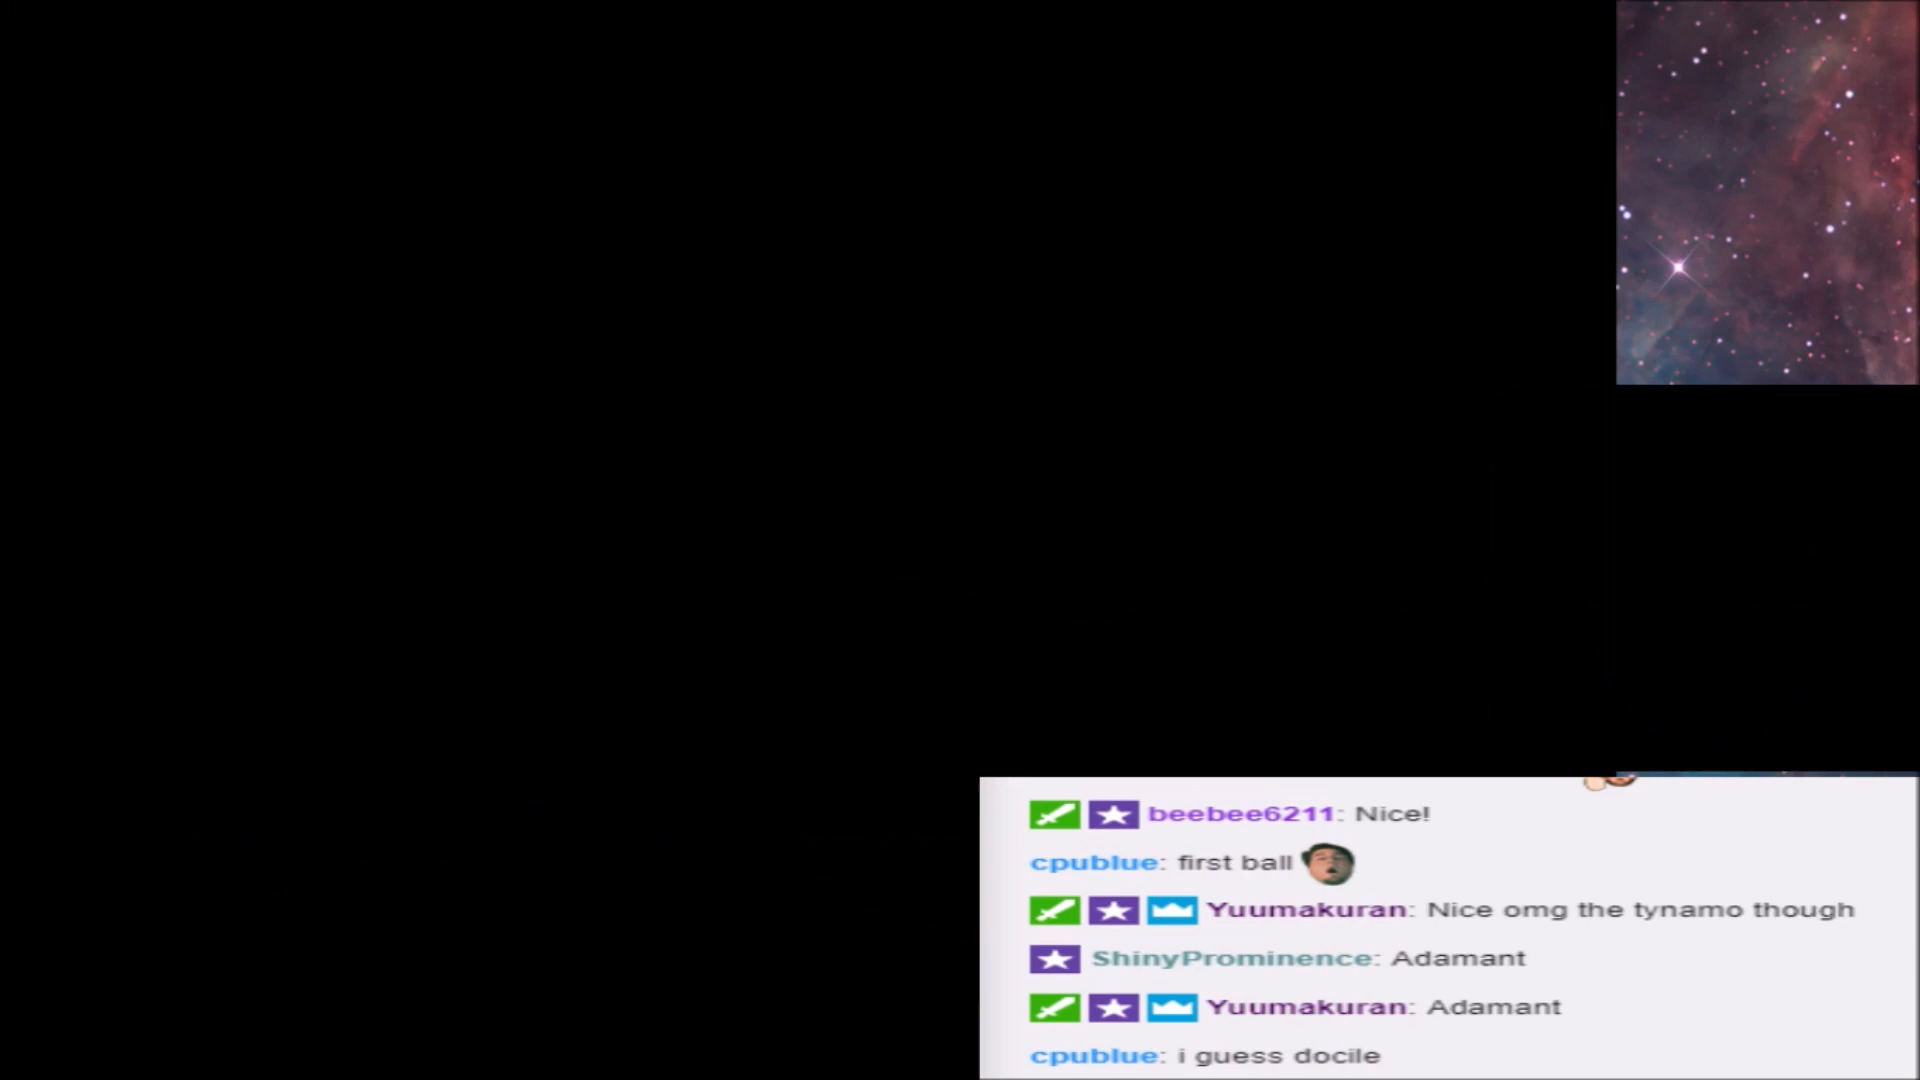 beebee6211: Nice!
cpublue: first ball
Yuumakuran: Nice omg the tynamo though
ShinyProminence: Adamant
Yuumakuran: Adamant
cpublue: i guess docile